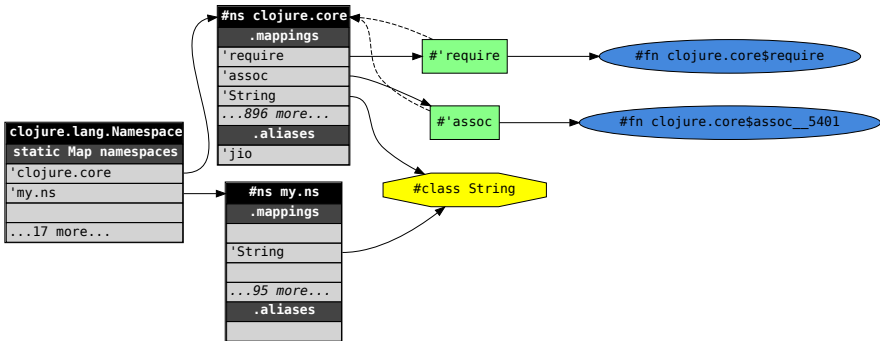 clojure.lang.Namespace
static Map namespaces
'clojure.core
'my.ns
...17 more...
#ns clojure.core
.mappings
'require
'assoc
'String
...896 more...
.aliases
'jio
#ns my.ns
.mappings
'String
...95 more...
.aliases
#'require
#'assoc
#class String
#fn clojure.core$require
#fn clojure.core$assoc__5401